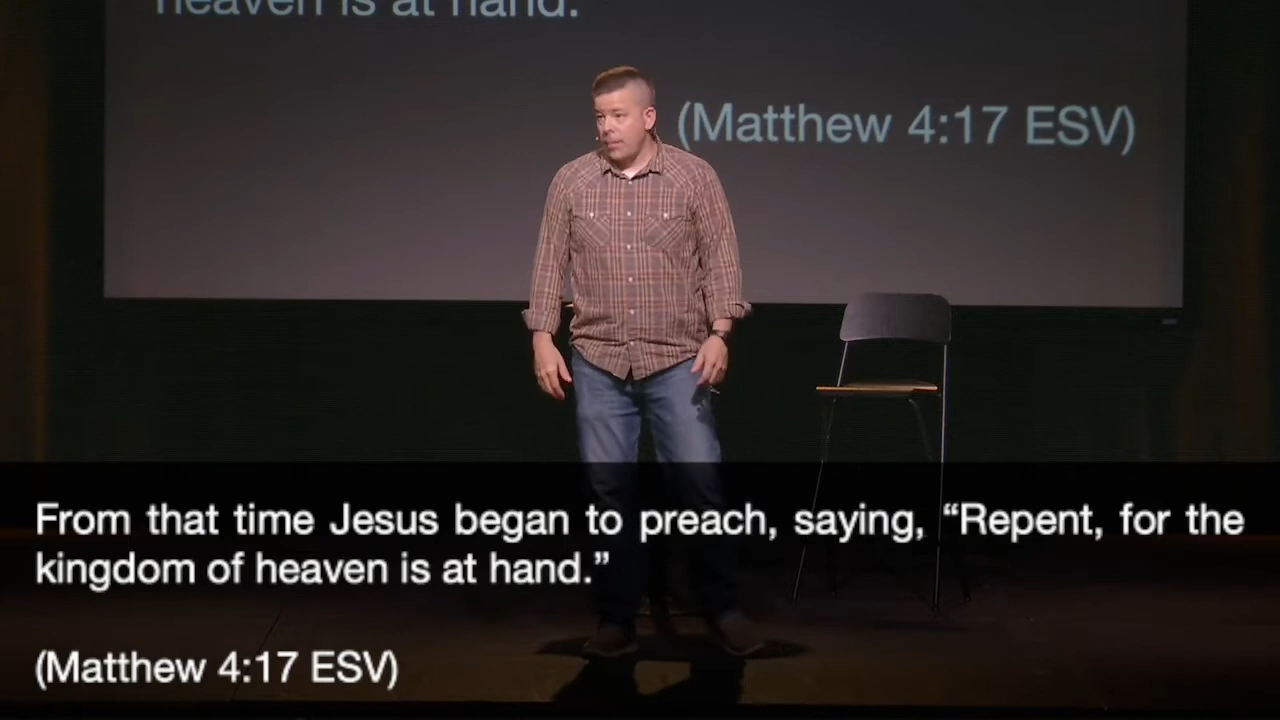 heaven is at hand.
(Matthew 4:17 ESV)
From that time Jesus began to preach, saying, “Repent, for the
kingdom of heaven is at hand.”
(Matthew 4:17 ESV)